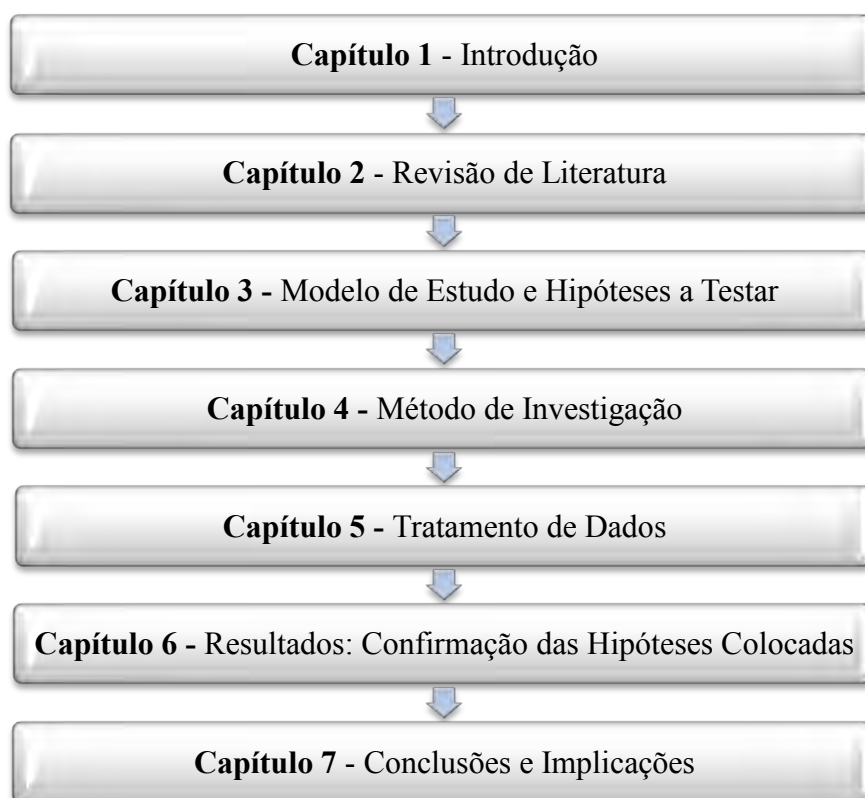 Capítulo 1 - Introdução
Capítulo 2 - Revisão de Literatura
Capítulo 3 - Modelo de Estudo e Hipóteses a Testar
Capítulo 4 - Método de Investigação
Capítulo 5 - Tratamento de Dados
Capítulo 6 - Resultados: Confirmação das Hipóteses Colocadas
Capítulo 7 - Conclusões e Implicações